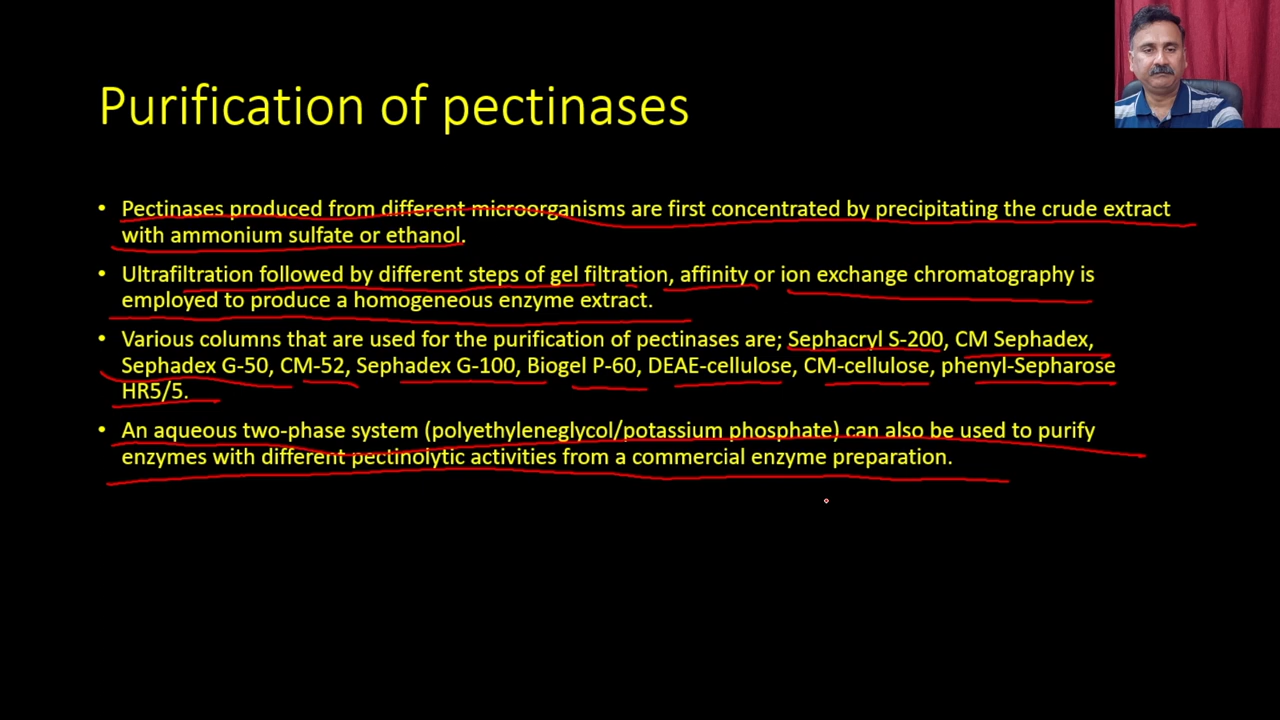 Purification of pectinases
• Pectinases produced from different microorganisms are first concentrated by precipitating the crude extract
with ammonium sulfate or ethanol.
• Ultrafiltration followed by different steps of gel filtration, affinity or ion exchange chromatography is
employed to produce a homogeneous enzyme extract.
• Various columns that are used for the purification of pectinases are; Sephacryl S-200, CM Sephadex,
Sephadex G-50, CM-52, Sephadex G-100, Biogel P-60, DEAE-cellulose, CM-cellulose, phenyl-Sepharose
HR5/5.
• An aqueous two-phase system (polyethyleneglycol/potassium phosphate) can also be used to purify
enzymes with different pectinolytic activities from a commercial enzyme preparation.